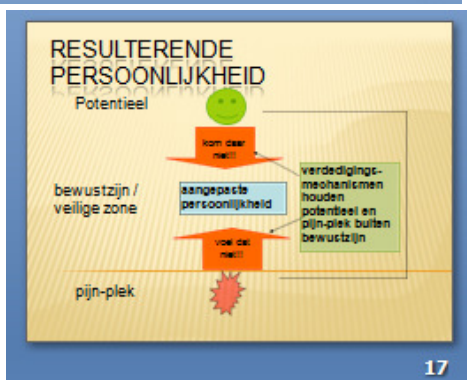 RESULTERENDE
PERSOONLIJKHEID
Potentieel
kom daar
niet!!
verdedigings-
mechanismen
houden
potentieel en
pijn-plek buiten
bewustzijn
bewustzijn /
veilige zone
aangepaste
persoonlijkheid
voel dat
niet!!
pijn-plek
17